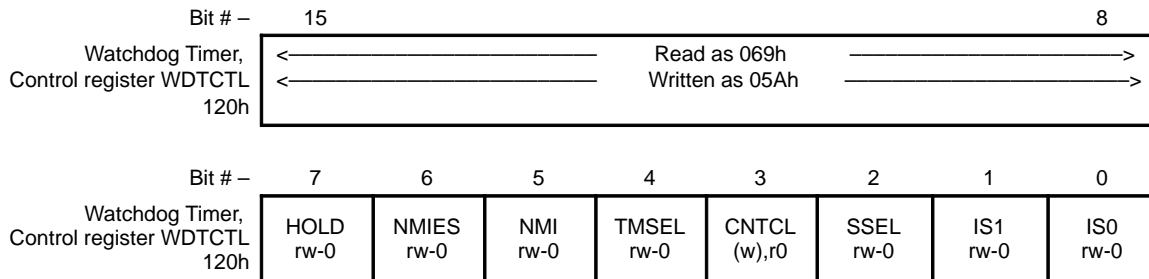 Bit # – 15 8
Watchdog Timer, <–––––––––––––––––––––––– Read as 069h ––––––––––––––––––––––>
Control register WDTCTL <–––––––––––––––––––––––– Written as 05Ah ––––––––––––––––––––––>
120h
Bit # – 7 6 5 4 3 2 1 0
Watchdog Timer, HOLD NMIES NMI TMSEL CNTCL SSEL IS1 IS0
Control register WDTCTL rw-0 rw-0 rw-0 rw-0 (w),r0 rw-0 rw-0 rw-0
120h